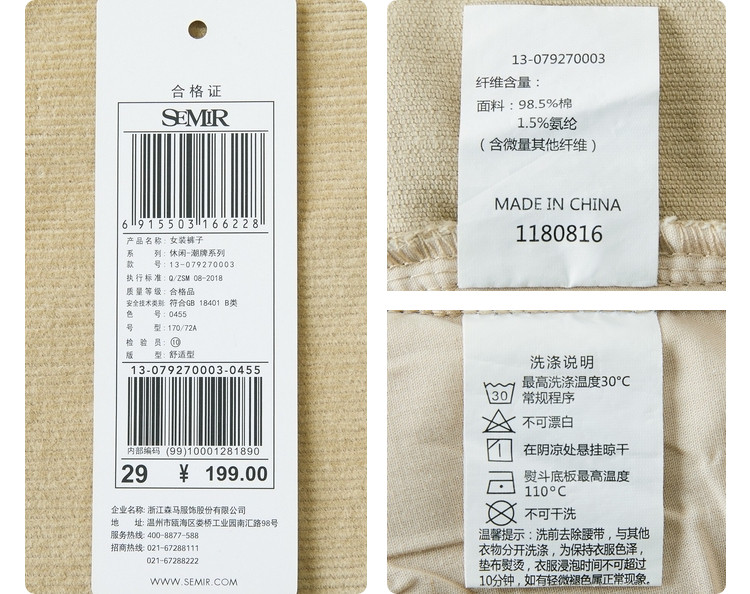 合格证
SEMIR
6 915503 166228
产品名称: 女装裤子
系 列: 休闲-潮牌系列
款 号: 13-079270003
执行标准: Q/ZSM 08-2018
质量等级: 合格品
安全技术类别: 符合GB 18401 B类
色 号: 0455
号 型: 170/72A
检 验 员: ⑩
版 型: 舒适型
13-079270003-0455
内部编码 (99)10001281890
29 ¥ 199.00
企业名称: 浙江森马服饰股份有限公司
地 址: 温州市瓯海区娄桥工业园南汇路98号
服务热线: 400-8877-588
招商热线: 021-67288111
021-67288222
WWW.SEMIR.COM
13-079270003
纤维含量：
面料：98.5%棉
1.5%氨纶
（含微量其他纤维）
MADE IN CHINA
1180816
洗涤说明
30 最高洗涤温度30°C
常规程序
不可漂白
在阴凉处悬挂晾干
熨斗底板最高温度
110°C
不可干洗
温馨提示：洗前去除腰带，与其他
衣物分开洗涤，为保持衣服色泽，
垫布熨烫，衣服浸泡时间不可超过
10分钟，如有轻微褪色属正常现象。